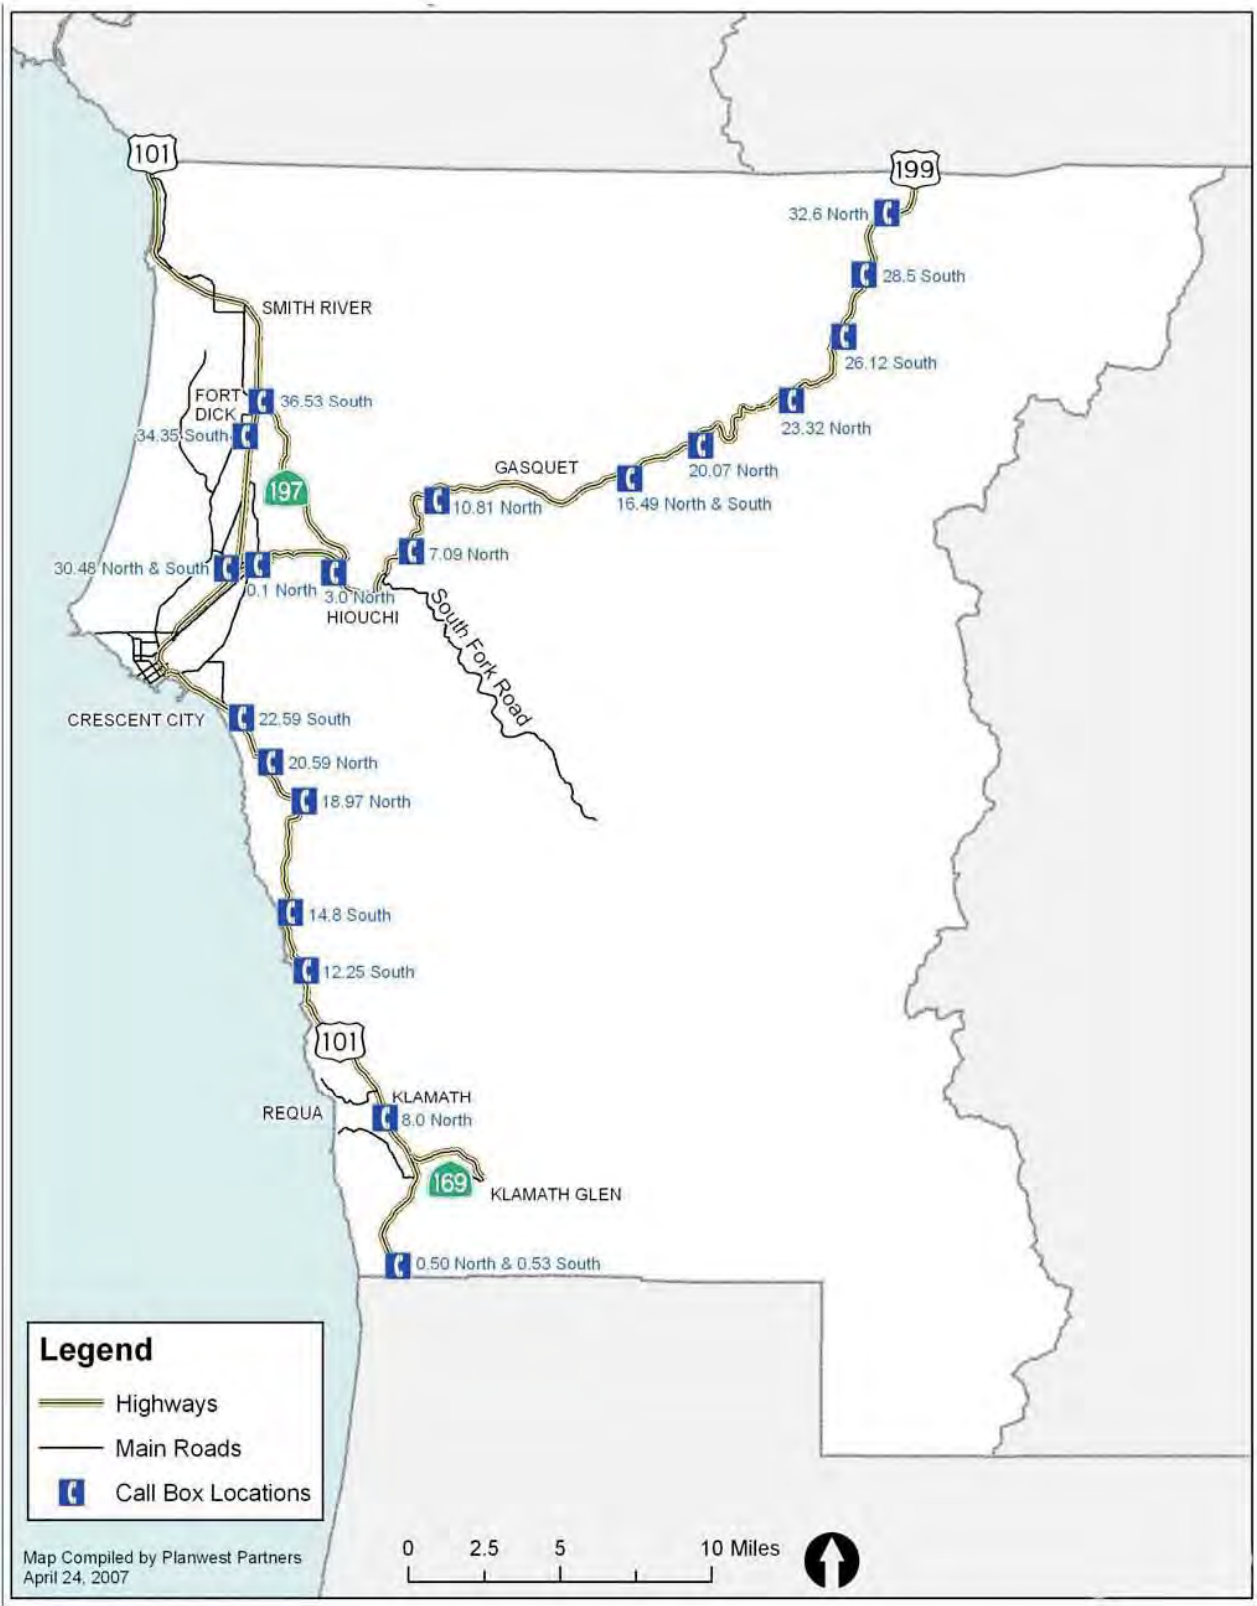 101
199
32.6 North
28.5 South
SMITH RIVER
26.12 South
FORT
DICK
36.53 South
23.32 North
34.35 South
GASQUET
20.07 North
197
10.81 North
16.49 North & South
7.09 North
30.48 North & South
0.1 North
3.0 North
HIOUCHI
South Fork Road
CRESCENT CITY
22.59 South
20.59 North
18.97 North
14.8 South
12.25 South
101
KLAMATH
REQUA
8.0 North
169
KLAMATH GLEN
0.50 North & 0.53 South
Legend
Highways
Main Roads
Call Box Locations
0 2.5 5 10 Miles
Map Compiled by Planwest Partners
April 24, 2007